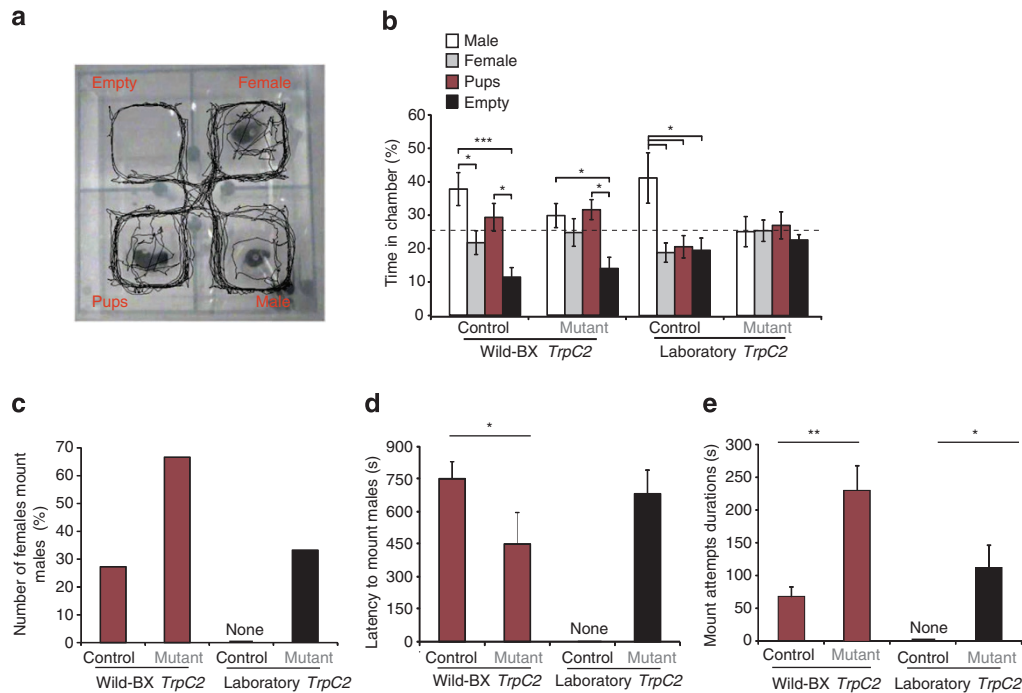 a
Empty
Female
Pups
Male
b
Male
Female
Pups
Empty
Time in chamber (%)
60
50
40
30
20
10
0
***
*
*
*
*
*
Control
Mutant
Control
Mutant
Wild-BX TrpC2
Laboratory TrpC2
c
Number of females mount
males (%)
70
60
50
40
30
20
10
0
None
Control
Mutant
Control
Mutant
Wild-BX TrpC2
Laboratory TrpC2
d
Latency to mount males (s)
900
750
600
450
300
150
0
*
None
Control
Mutant
Control
Mutant
Wild-BX TrpC2
Laboratory TrpC2
e
Mount attempts durations (s)
300
250
200
150
100
50
0
**
*
None
Control
Mutant
Control
Mutant
Wild-BX TrpC2
Laboratory TrpC2